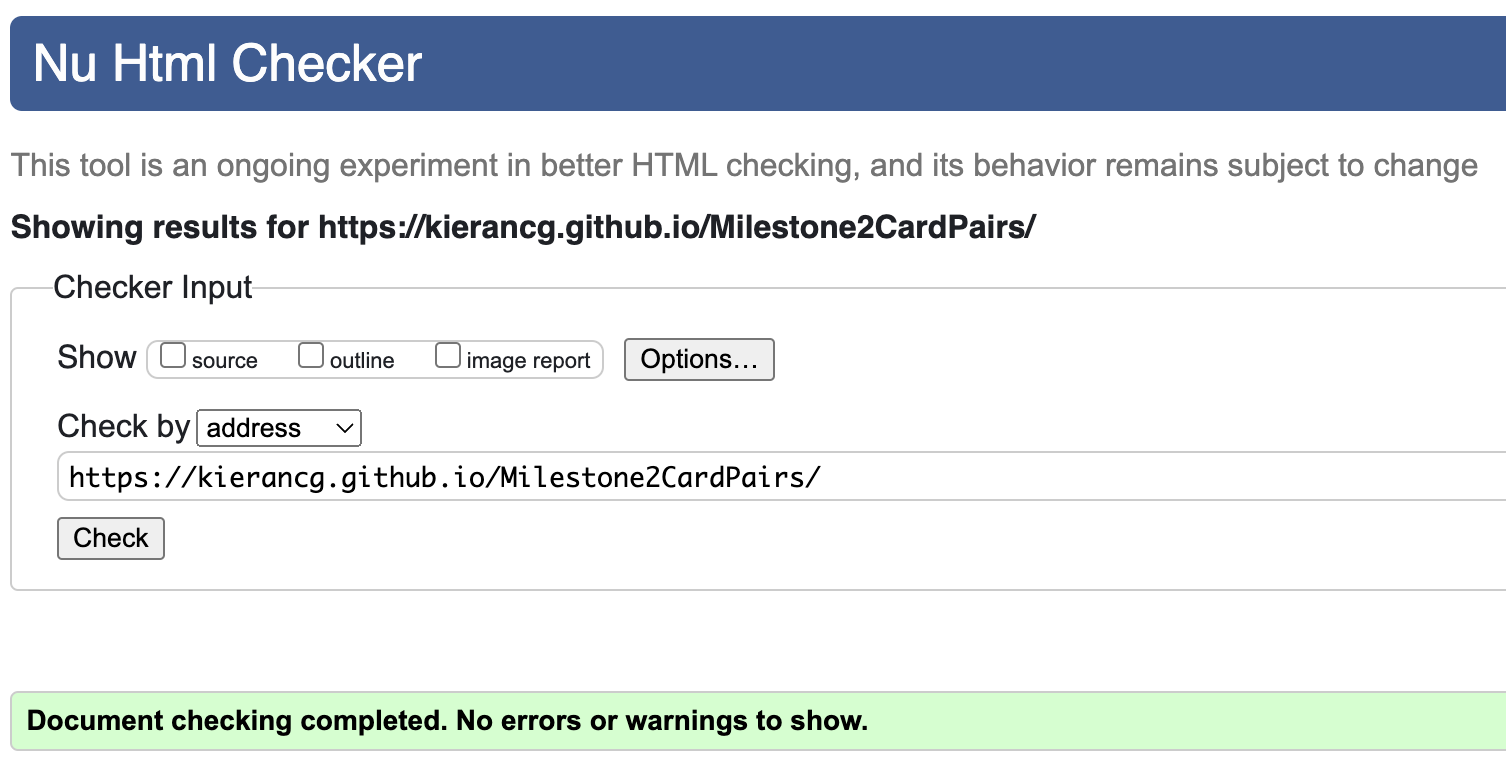 Nu Html Checker
This tool is an ongoing experiment in better HTML checking, and its behavior remains subject to change
Showing results for https://kierancg.github.io/Milestone2CardPairs/
Checker Input
Show source outline image report Options…
Check by address
https://kierancg.github.io/Milestone2CardPairs/
Check
Document checking completed. No errors or warnings to show.